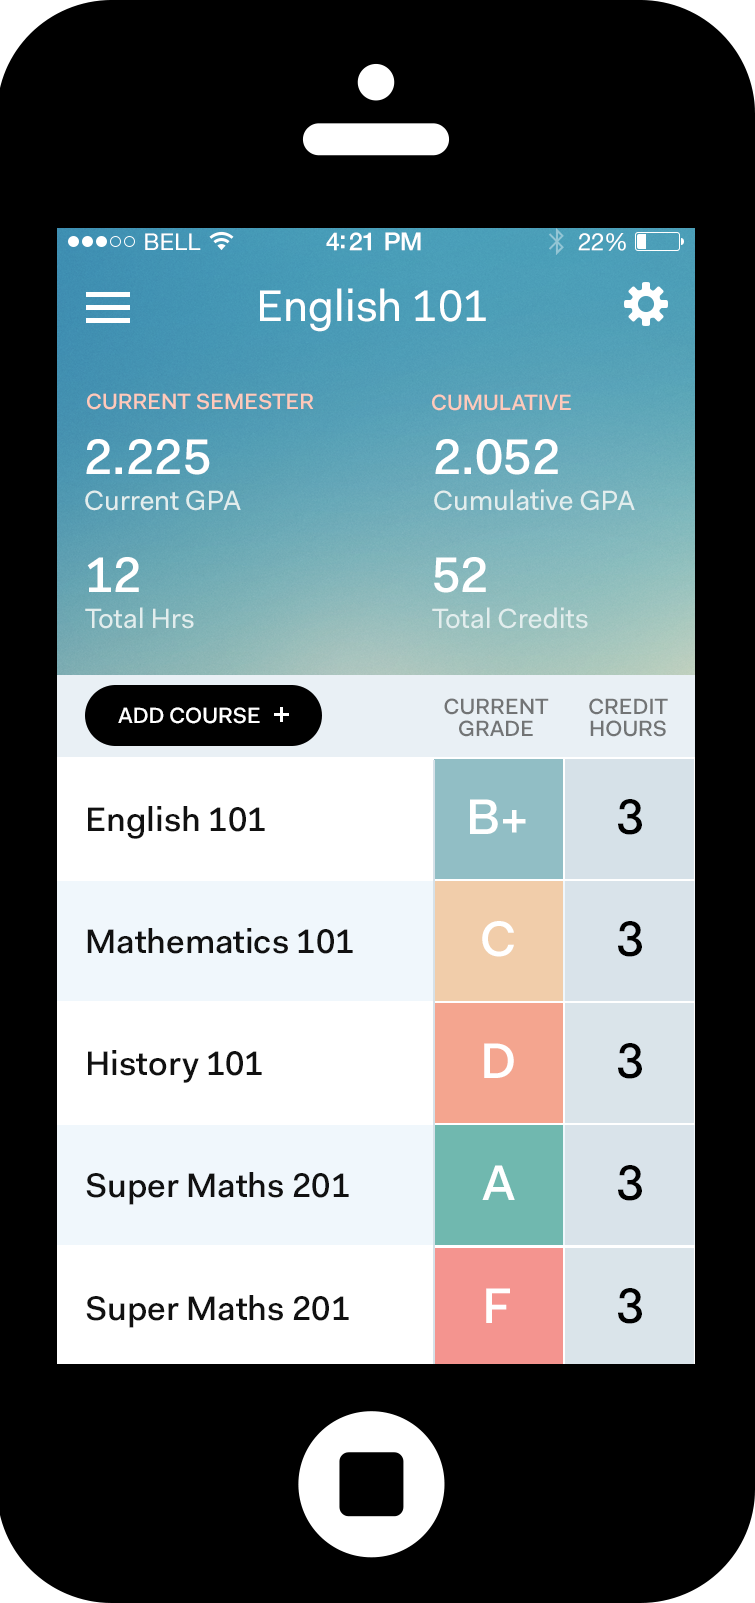 BELL 4:21 PM 22%
English 101
CURRENT SEMESTER CUMULATIVE
2.225 2.052
Current GPA Cumulative GPA
12 52
Total Hrs Total Credits
ADD COURSE + CURRENT GRADE CREDIT HOURS
English 101 B+ 3
Mathematics 101 C 3
History 101 D 3
Super Maths 201 A 3
Super Maths 201 F 3